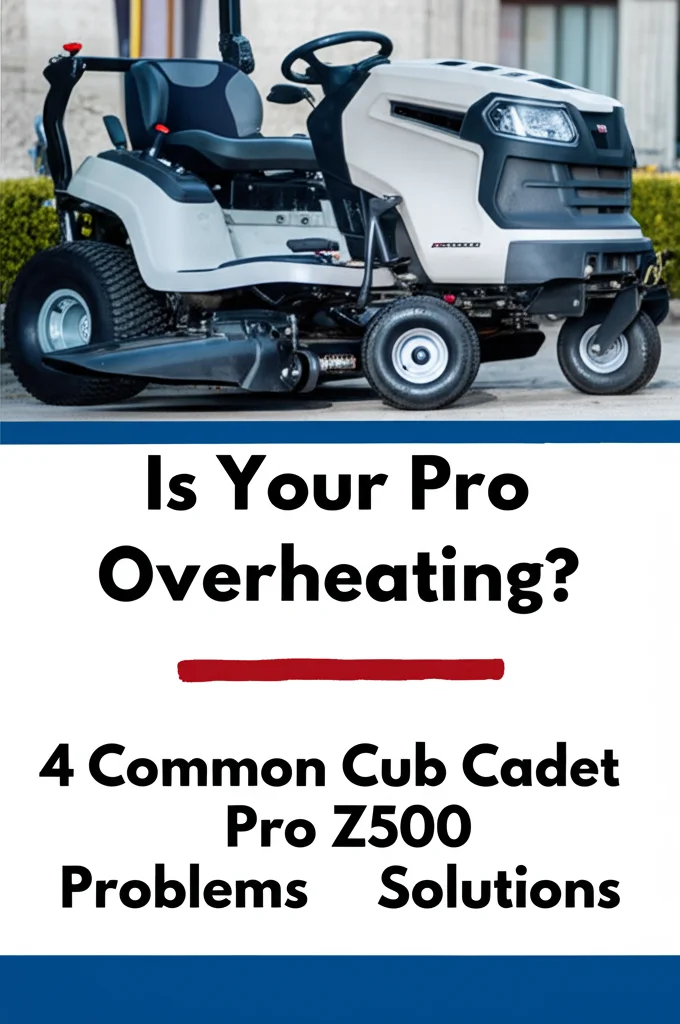 Is Your Pro
Overheating?
4 Common Cub Cadet
Pro Z500
Problems Solutions